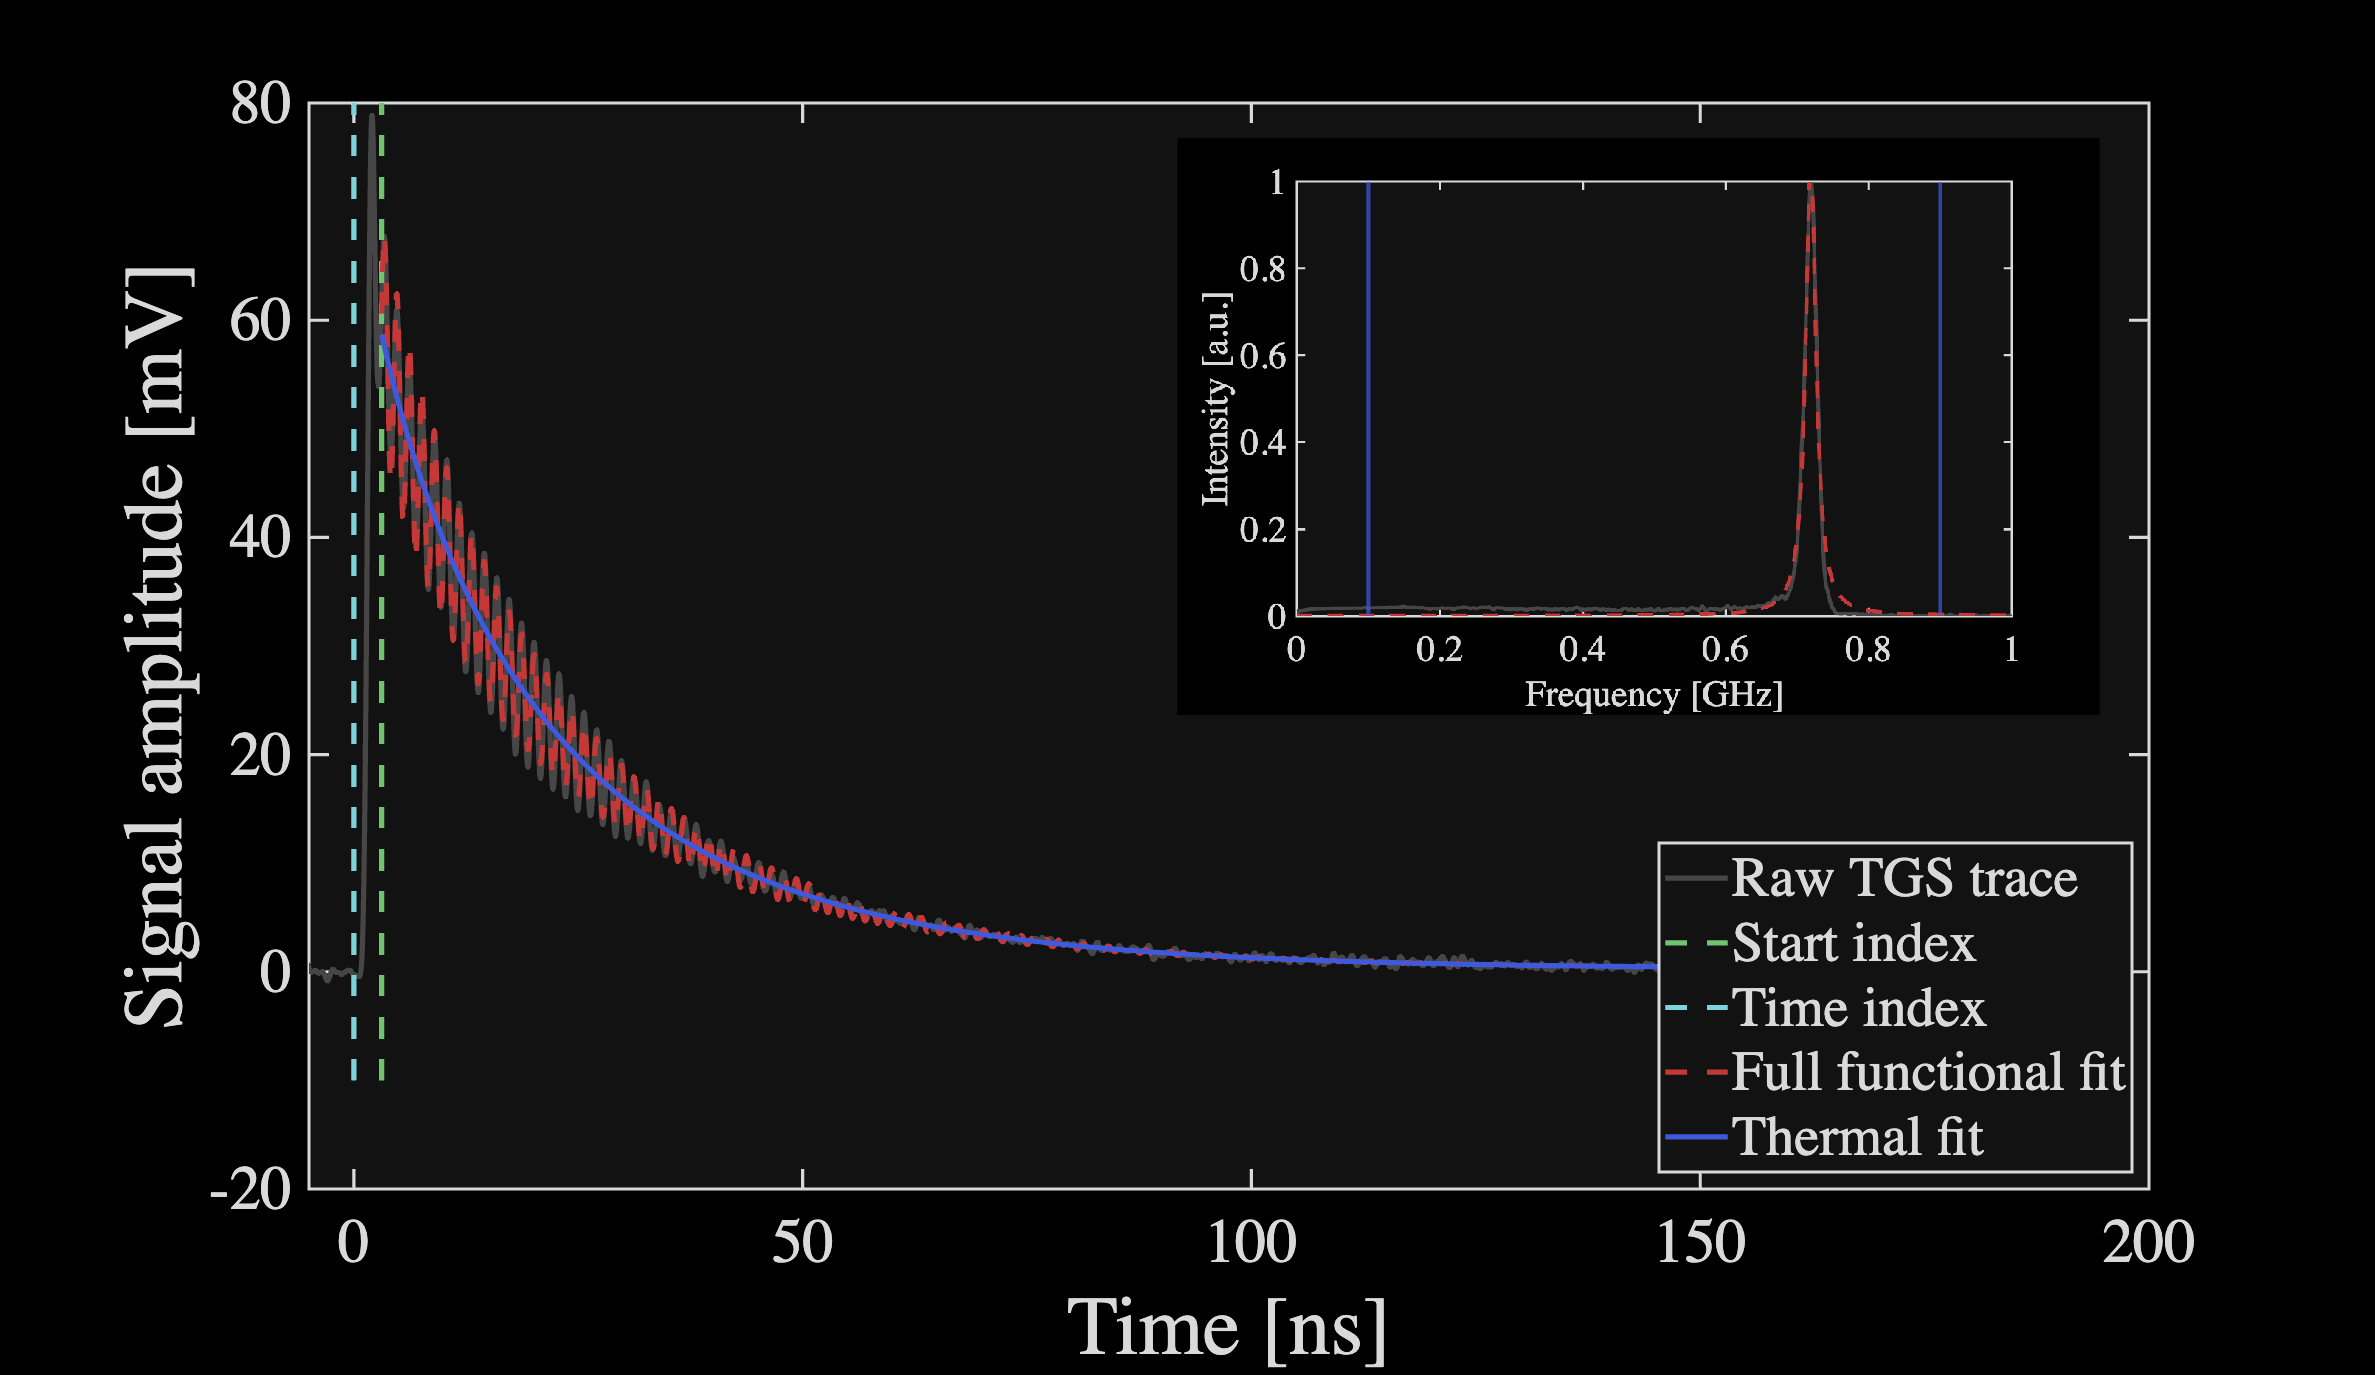 Signal amplitude [mV]
80
60
40
20
0
-20
0 50 100 150 200
Time [ns]
Intensity [a.u.]
1
0.8
0.6
0.4
0.2
0
0 0.2 0.4 0.6 0.8 1
Frequency [GHz]
Raw TGS trace
Start index
Time index
Full functional fit
Thermal fit